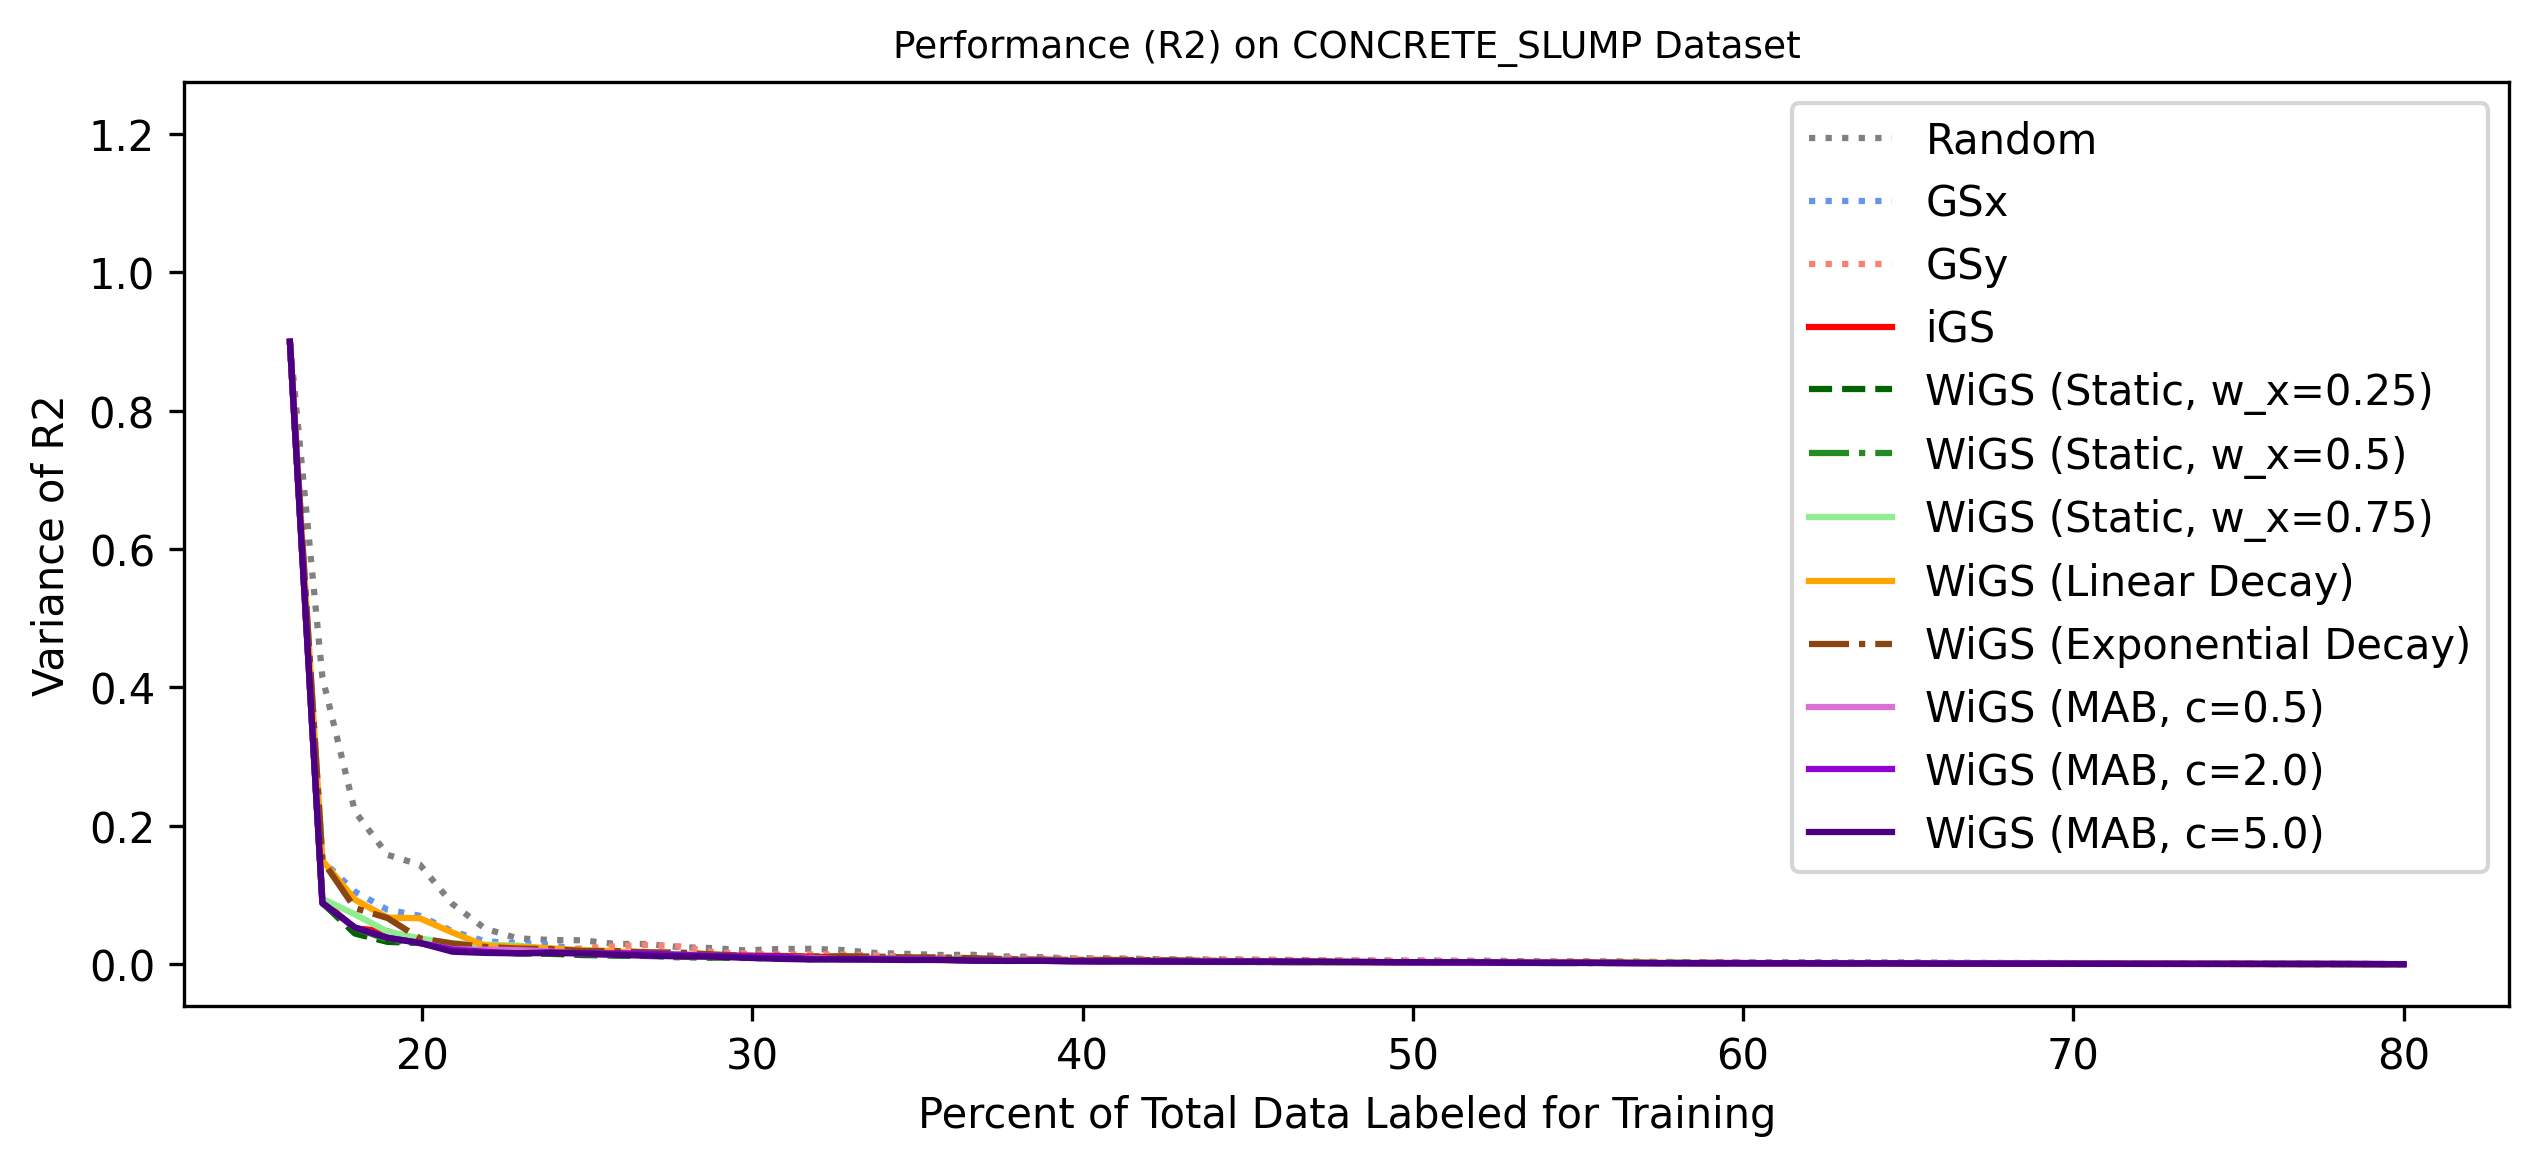 Performance (R2) on CONCRETE_SLUMP Dataset
Variance of R2
1.2
1.0
0.8
0.6
0.4
0.2
0.0
Random
GSx
GSy
iGS
WiGS (Static, w_x=0.25)
WiGS (Static, w_x=0.5)
WiGS (Static, w_x=0.75)
WiGS (Linear Decay)
WiGS (Exponential Decay)
WiGS (MAB, c=0.5)
WiGS (MAB, c=2.0)
WiGS (MAB, c=5.0)
20 30 40 50 60 70 80
Percent of Total Data Labeled for Training